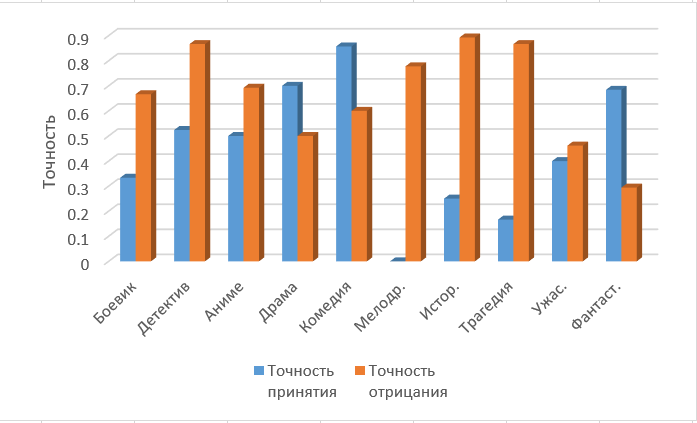 Точность
0.9
0.8
0.7
0.6
0.5
0.4
0.3
0.2
0.1
0
Боевик
Детектив
Аниме
Драма
Комедия
Мелодр.
Истор.
Трагедия
Ужас.
Фантаст.
Точность принятия
Точность отрицания